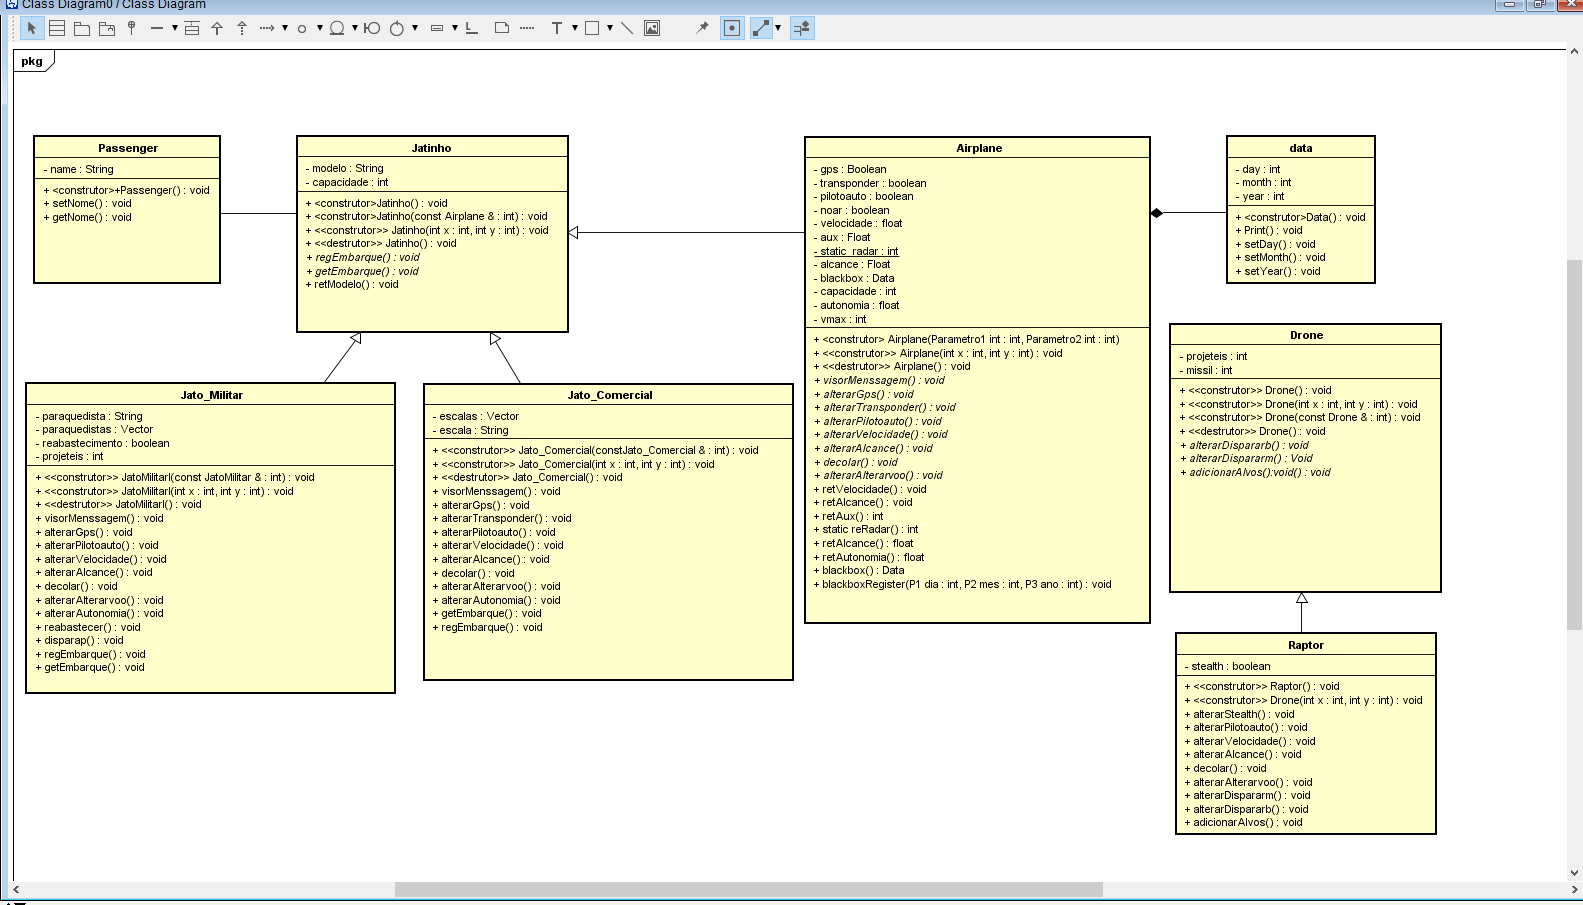 Class Diagram0 / Class Diagram
T
pkg
Passenger
- name : String
+ <construtor>+Passenger() : void
+ setNome() : void
+ getNome() : void
Jatinho
- modelo : String
- capacidade : int
+ <construtor>Jatinho() : void
+ <construtor>Jatinho(const Airplane & : int) : void
+ <<construtor>> Jatinho(int x : int, int y : int) : void
+ <<destrutor>> Jatinho() : void
+ regEmbarque() : void
+ getEmbarque() : void
+ retModelo() : void
Airplane
- gps : Boolean
- transponder : boolean
- pilotoauto : boolean
- noar : boolean
- velocidade : float
- aux : Float
- static_radar : int
- alcance : Float
- blackbox : Data
- capacidade : int
- autonomia : float
- vmax : int
+ <construtor> Airplane(Parametro1 int : int, Parametro2 int : int)
+ <<construtor>> Airplane(int x : int, int y : int) : void
+ <<destrutor>> Airplane() : void
+ visorMenssagem() : void
+ alterarGps() : void
+ alterarTransponder() : void
+ alterarPilotoauto() : void
+ alterarVelocidade() : void
+ alterarAlcance() : void
+ decolar() : void
+ alterarAlterarvoo() : void
+ retVelocidade() : void
+ retAlcance() : void
+ retAux() : int
+ static reRadar() : int
+ retAlcance() : float
+ retAutonomia() : float
+ blackbox() : Data
+ blackboxRegister(P1 dia : int, P2 mes : int, P3 ano : int) : void
data
- day : int
- month : int
- year : int
+ <construtor>Data() : void
+ Print() : void
+ setDay() : void
+ setMonth() : void
+ setYear() : void
Drone
- projeteis : int
- missil : int
+ <<construtor>> Drone() : void
+ <<construtor>> Drone(int x : int, int y : int) : void
+ <<construtor>> Drone(const Drone & : int) : void
+ <<destrutor>> Drone() : void
+ alterarDispararb() : void
+ alterarDispararm() : Void
+ adicionarAlvos():void() : void
Jato_Militar
- paraquedista : String
- paraquedistas : Vector
- reabastecimento : boolean
- projeteis : int
+ <<construtor>> JatoMilitarl(const JatoMilitar & : int) : void
+ <<construtor>> JatoMilitarl(int x : int, int y : int) : void
+ <<destrutor>> JatoMilitarl() : void
+ visorMenssagem() : void
+ alterarGps() : void
+ alterarPilotoauto() : void
+ alterarVelocidade() : void
+ alterarAlcance() : void
+ decolar() : void
+ alterarAlterarvoo() : void
+ alterarAutonomia() : void
+ reabastecer() : void
+ disparap() : void
+ regEmbarque() : void
+ getEmbarque() : void
Jato_Comercial
- escalas : Vector
- escala : String
+ <<construtor>> Jato_Comercial(constJato_Comercial & : int) : void
+ <<construtor>> Jato_Comercial(int x : int, int y : int) : void
+ <<destrutor>> Jato_Comercial() : void
+ visorMenssagem() : void
+ alterarGps() : void
+ alterarTransponder() : void
+ alterarPilotoauto() : void
+ alterarVelocidade() : void
+ alterarAlcance() : void
+ decolar() : void
+ alterarAlterarvoo() : void
+ alterarAutonomia() : void
+ getEmbarque() : void
+ regEmbarque() : void
Raptor
- stealth : boolean
+ <<construtor>> Raptor() : void
+ <<construtor>> Drone(int x : int, int y : int) : void
+ alterarStealth() : void
+ alterarPilotoauto() : void
+ alterarVelocidade() : void
+ alterarAlcance() : void
+ decolar() : void
+ alterarAlterarvoo() : void
+ alterarDispararm() : void
+ alterarDispararb() : void
+ adicionarAlvos() : void